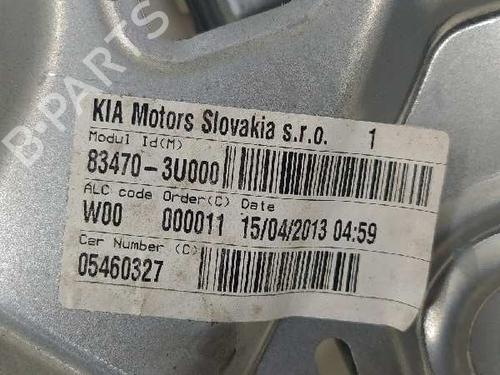 KIA Motors Slovakia s.r.o. 1
Modul Id(M)
83470-3U000
ALC code Order(C) Date
W00 000011 15/04/2013 04:59
Car Number (C)
05460327
B-PARTS